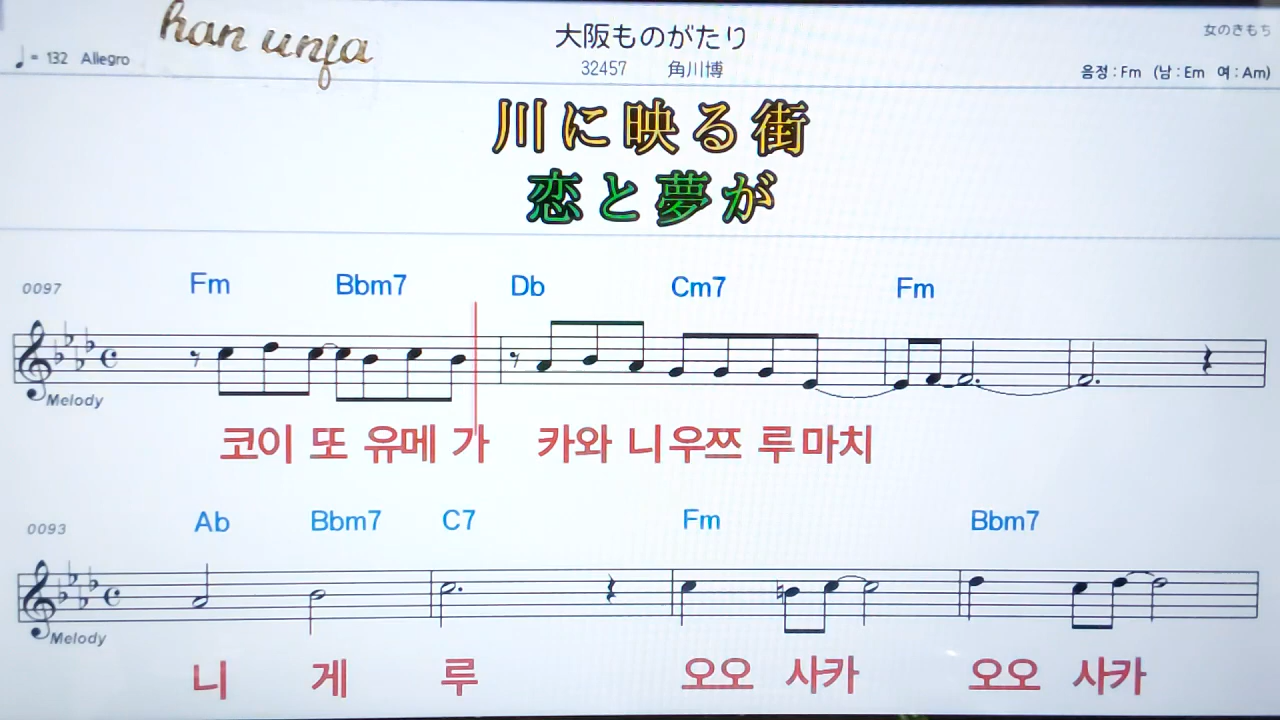 han unfa
大阪ものがたり
女のきもち
♩= 132 Allegro
32457 角川博
음정 : Fm (남 : Em 여 : Am)
川に映る街
恋と夢が
0097
Fm Bbm7 Db Cm7 Fm
Melody
코이 또 유메 가 카와 니우쯔 루마치
0093
Ab Bbm7 C7 Fm Bbm7
Melody
니 게 루 오오 사카 오오 사카